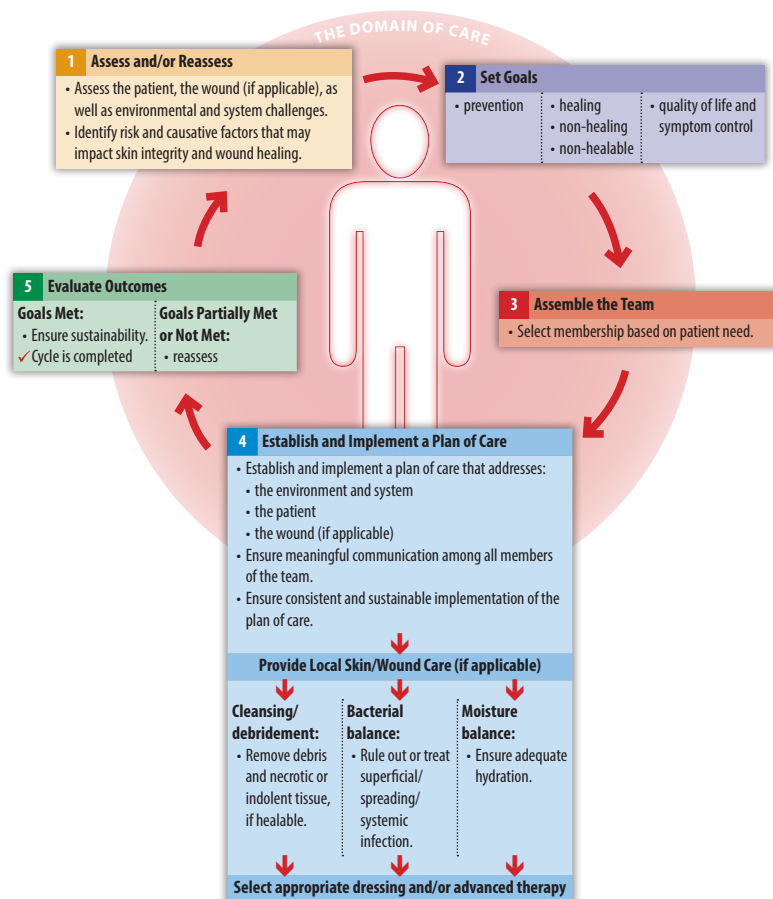 THE DOMAIN OF CARE
1 Assess and/or Reassess
• Assess the patient, the wound (if applicable), as
well as environmental and system challenges.
• Identify risk and causative factors that may
impact skin integrity and wound healing.
2 Set Goals
• prevention
• healing
• non-healing
• non-healable
• quality of life and
symptom control
3 Assemble the Team
• Select membership based on patient need.
4 Establish and Implement a Plan of Care
• Establish and implement a plan of care that addresses:
• the environment and system
• the patient
• the wound (if applicable)
• Ensure meaningful communication among all members
of the team.
• Ensure consistent and sustainable implementation of the
plan of care.
Provide Local Skin/Wound Care (if applicable)
Cleansing/
debridement:
• Remove debris
and necrotic or
indolent tissue,
if healable.
Bacterial
balance:
• Rule out or treat
superficial/
spreading/
systemic
infection.
Moisture
balance:
• Ensure adequate
hydration.
Select appropriate dressing and/or advanced therapy
5 Evaluate Outcomes
Goals Met:
• Ensure sustainability.
✓ Cycle is completed
Goals Partially Met
or Not Met:
• reassess